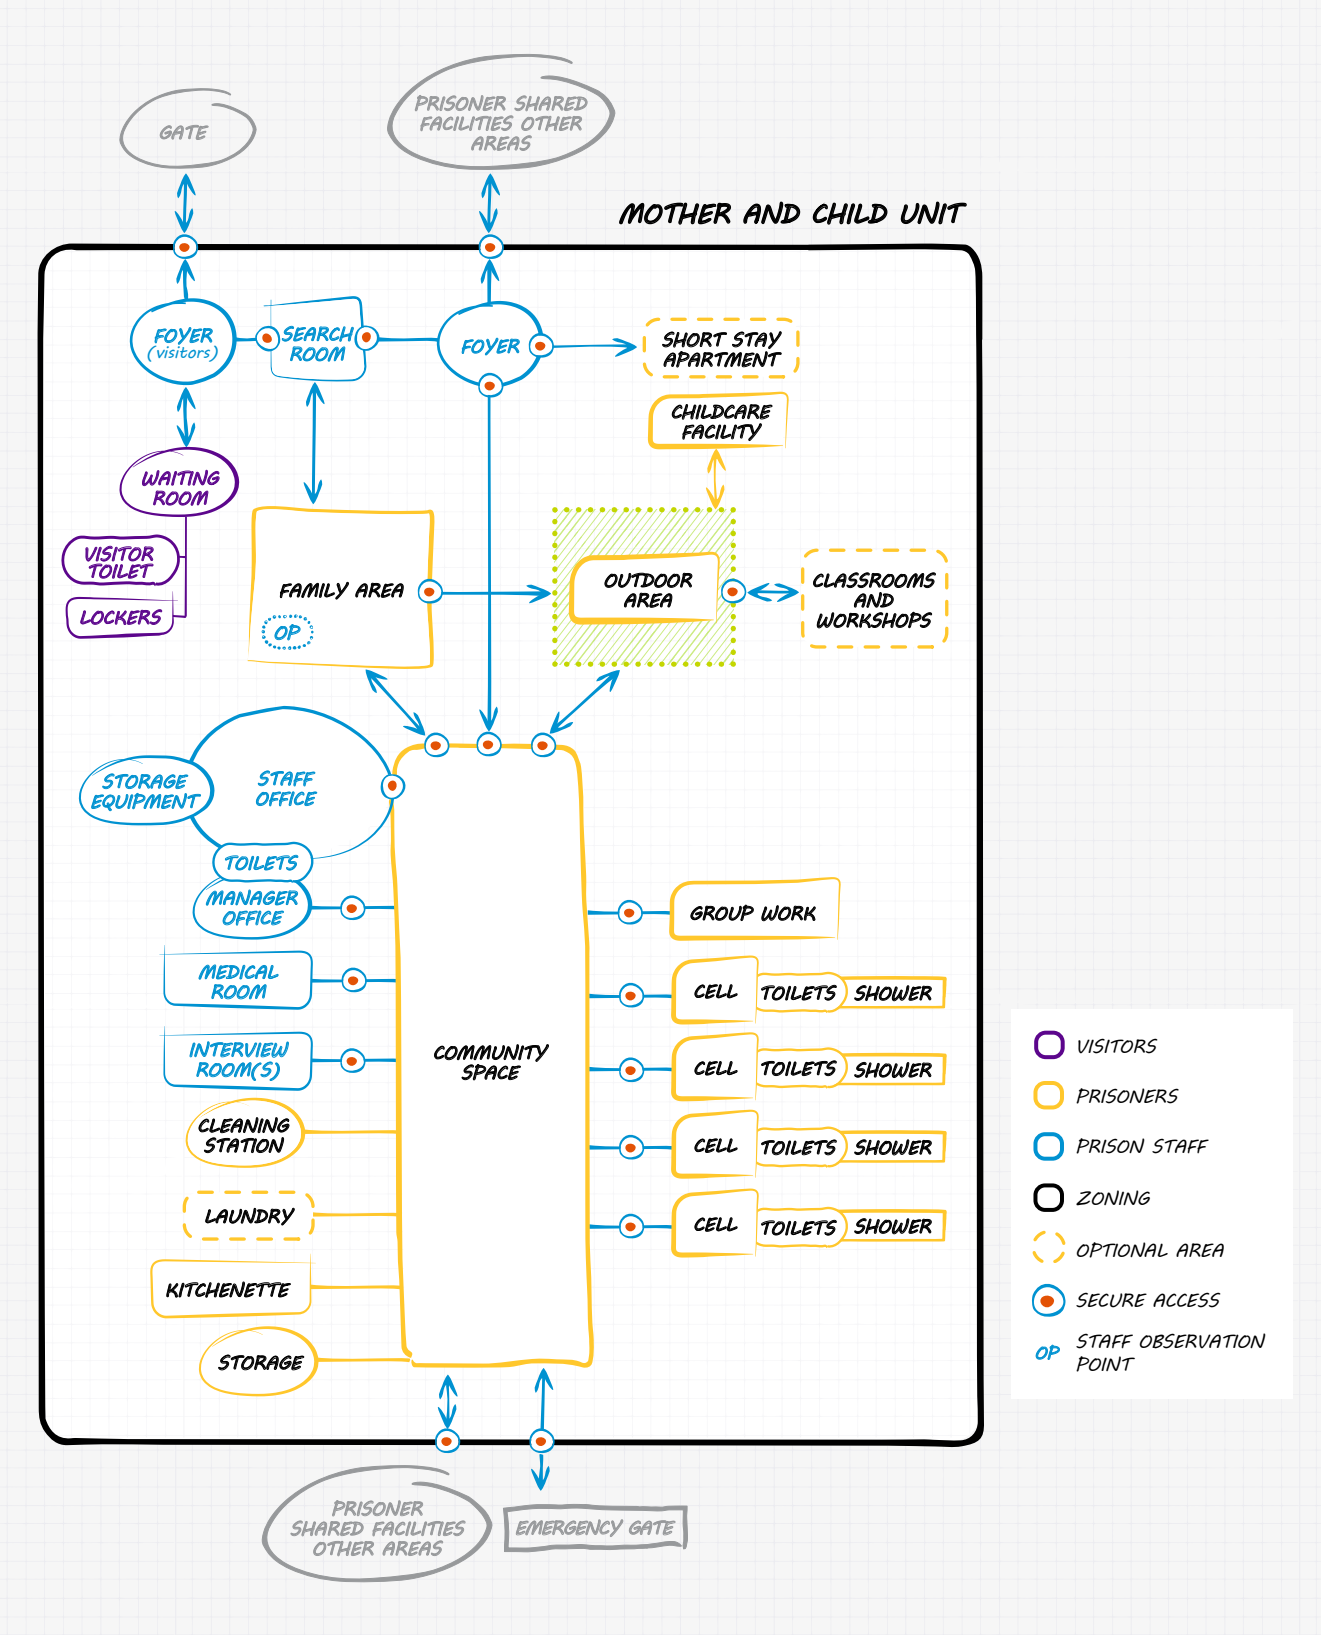 GATE
PRISONER SHARED
FACILITIES OTHER
AREAS
MOTHER AND CHILD UNIT
FOYER
(visitors)
SEARCH
ROOM
FOYER
SHORT STAY
APARTMENT
CHILDCARE
FACILITY
WAITING
ROOM
VISITOR
TOILET
LOCKERS
FAMILY AREA
OP
OUTDOOR
AREA
CLASSROOMS
AND
WORKSHOPS
STORAGE
EQUIPMENT
STAFF
OFFICE
TOILETS
MANAGER
OFFICE
MEDICAL
ROOM
INTERVIEW
ROOM(S)
CLEANING
STATION
LAUNDRY
KITCHENETTE
STORAGE
COMMUNITY
SPACE
GROUP WORK
CELL TOILETS SHOWER
CELL TOILETS SHOWER
CELL TOILETS SHOWER
CELL TOILETS SHOWER
PRISONER
SHARED FACILITIES
OTHER AREAS
EMERGENCY GATE
VISITORS
PRISONERS
PRISON STAFF
ZONING
OPTIONAL AREA
SECURE ACCESS
OP STAFF OBSERVATION
POINT